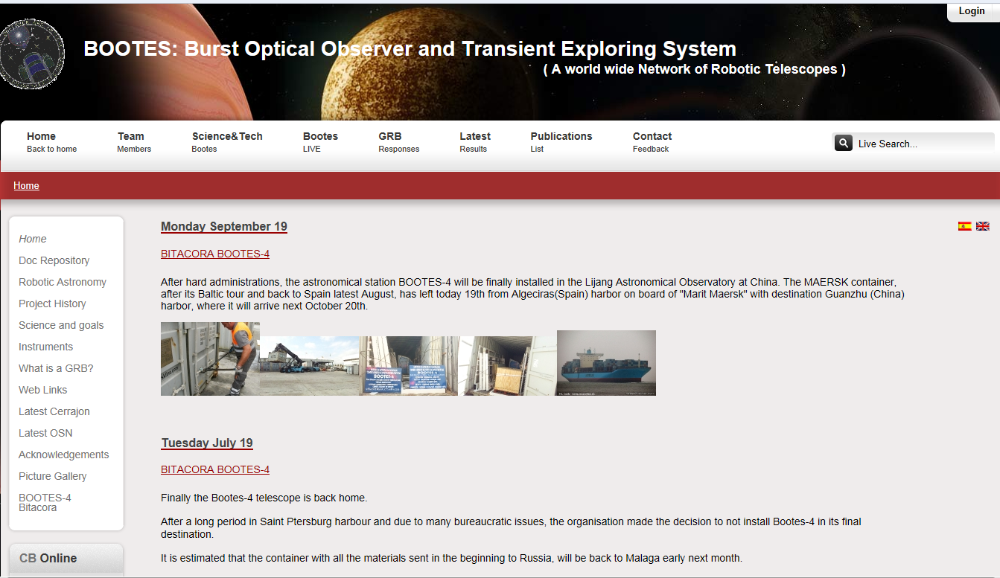 Login
BOOTES: Burst Optical Observer and Transient Exploring System
( A world wide Network of Robotic Telescopes )
Home
Back to home
Team
Members
Science&Tech
Bootes
Bootes
LIVE
GRB
Responses
Latest
Results
Publications
List
Contact
Feedback
Live Search...
Home
Home
Doc Repository
Robotic Astronomy
Project History
Science and goals
Instruments
What is a GRB?
Web Links
Latest Cerrajon
Latest OSN
Acknowledgements
Picture Gallery
BOOTES-4
Bitacora
CB Online
Monday September 19
BITACORA BOOTES-4
After hard administrations, the astronomical station BOOTES-4 will be finally installed in the Lijang Astronomical Observatory at China. The MAERSK container,
after its Baltic tour and back to Spain latest August, has left today 19th from Algeciras(Spain) harbor on board of "Marit Maersk" with destination Guanzhu (China)
harbor, where it will arrive next October 20th.
BOOTES-4
BOOTES-4
Tuesday July 19
BITACORA BOOTES-4
Finally the Bootes-4 telescope is back home.
After a long period in Saint Ptersburg harbour and due to many bureaucratic issues, the organisation made the decision to not install Bootes-4 in its final
destination.
It is estimated that the container with all the materials sent in the beginning to Russia, will be back to Malaga early next month.